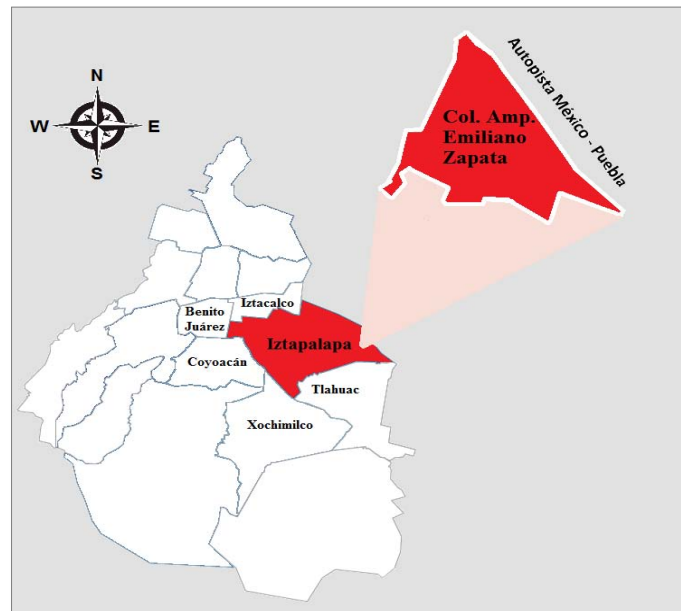 N
W
E
S
Col. Amp.
Emiliano
Zapata
Autopista México - Puebla
Iztacalco
Benito
Juárez
Iztapalapa
Coyoacán
Tlahuac
Xochimilco